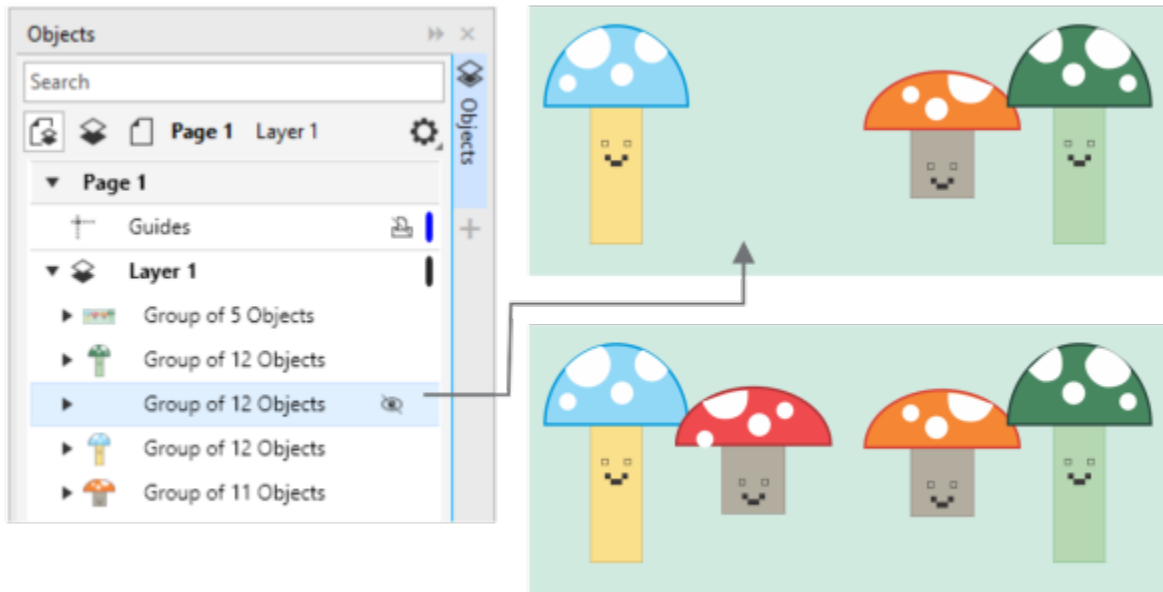 Objects
Search
Page 1 Layer 1
Objects
Page 1
Guides
Layer 1
Group of 5 Objects
Group of 12 Objects
Group of 12 Objects
Group of 12 Objects
Group of 11 Objects